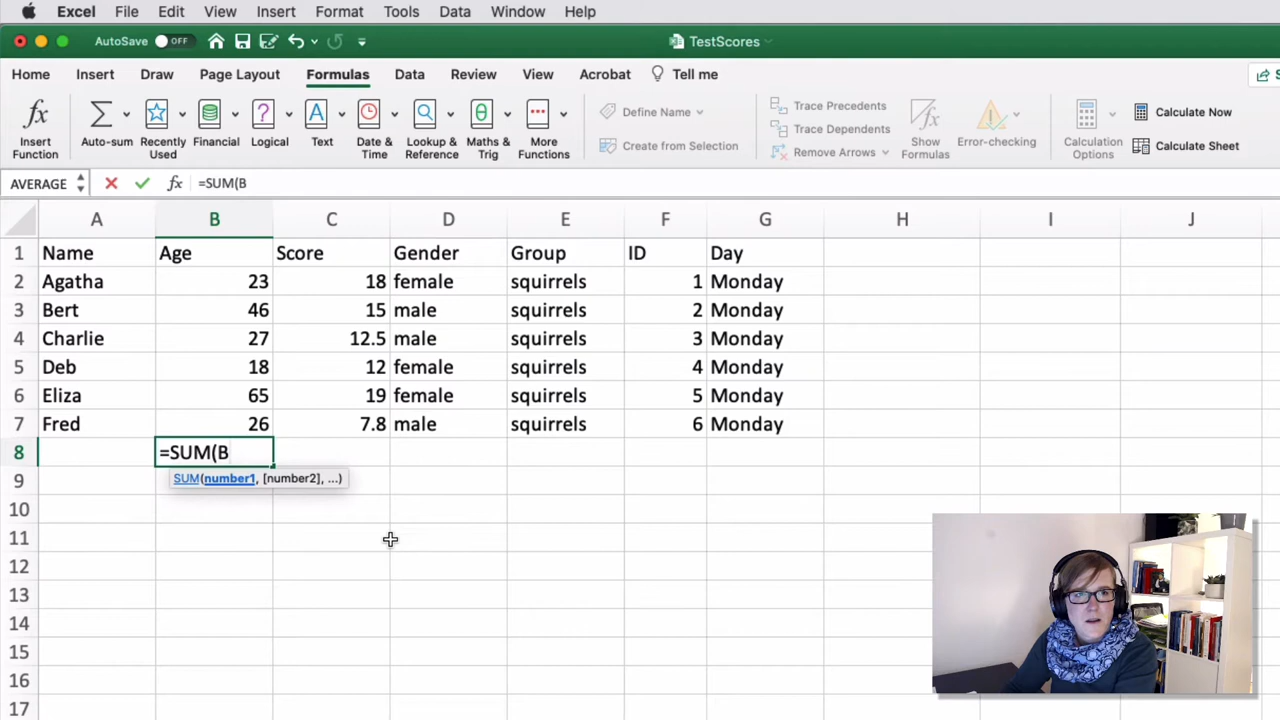 Excel File Edit View Insert Format Tools Data Window Help
AutoSave OFF TestScores
Home Insert Draw Page Layout Formulas Data Review View Acrobat Tell me
Insert Function Auto-sum Recently Used Financial Logical Text Date & Time Lookup & Reference Maths & Trig More Functions Define Name Create from Selection Trace Precedents Trace Dependents Remove Arrows Show Formulas Error-checking Calculation Options Calculate Now Calculate Sheet
AVERAGE fx =SUM(B
A B C D E F G H I J
1 Name Age Score Gender Group ID Day
2 Agatha 23 18 female squirrels 1 Monday
3 Bert 46 15 male squirrels 2 Monday
4 Charlie 27 12.5 male squirrels 3 Monday
5 Deb 18 12 female squirrels 4 Monday
6 Eliza 65 19 female squirrels 5 Monday
7 Fred 26 7.8 male squirrels 6 Monday
8 =SUM(B
9 SUM(number1, [number2], ...)
10
11
12
13
14
15
16
17